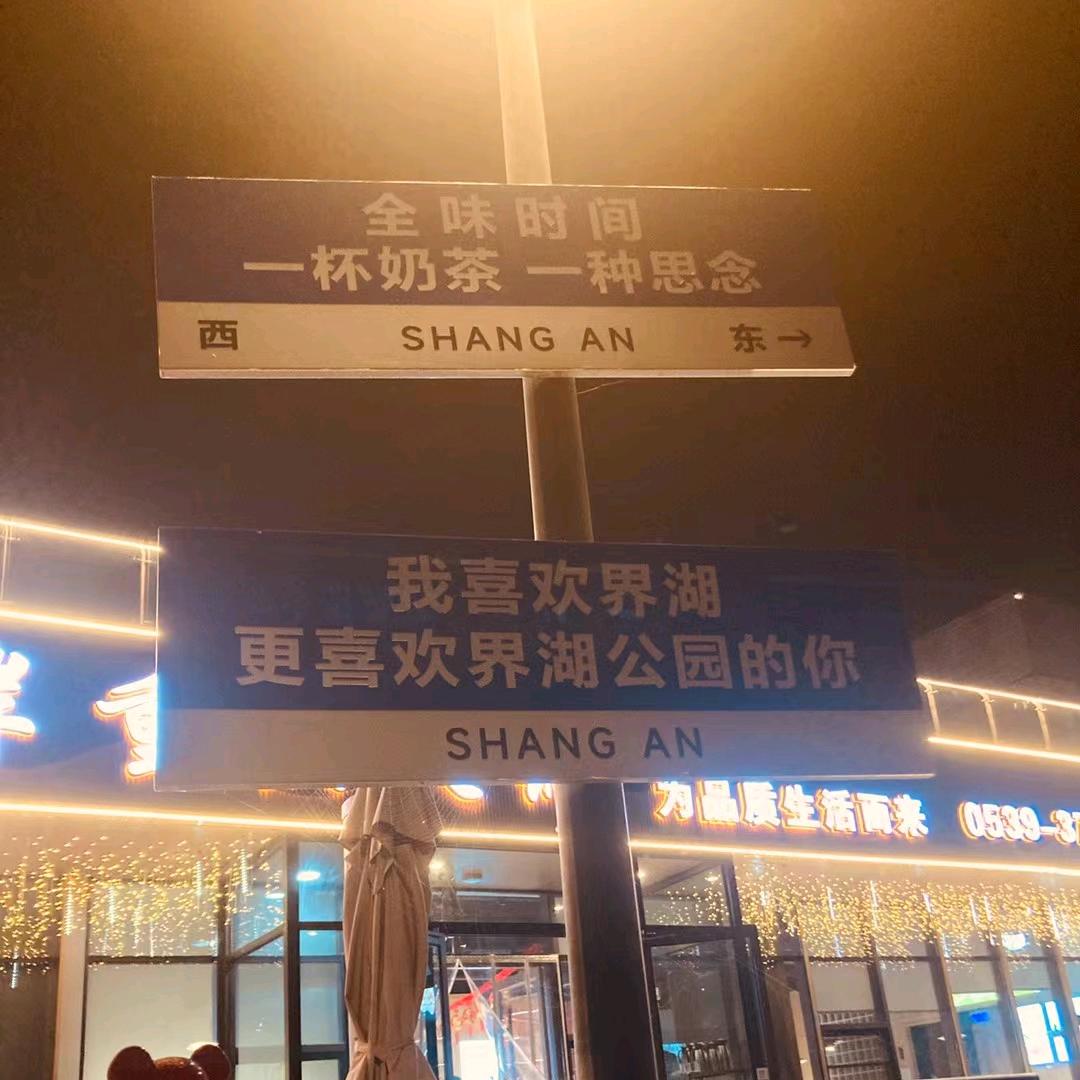 全味时间
一杯奶茶 一种思念
西 SHANG AN 东→
我喜欢界湖
更喜欢界湖公园的你
SHANG AN
为品质生活而来 0539-37